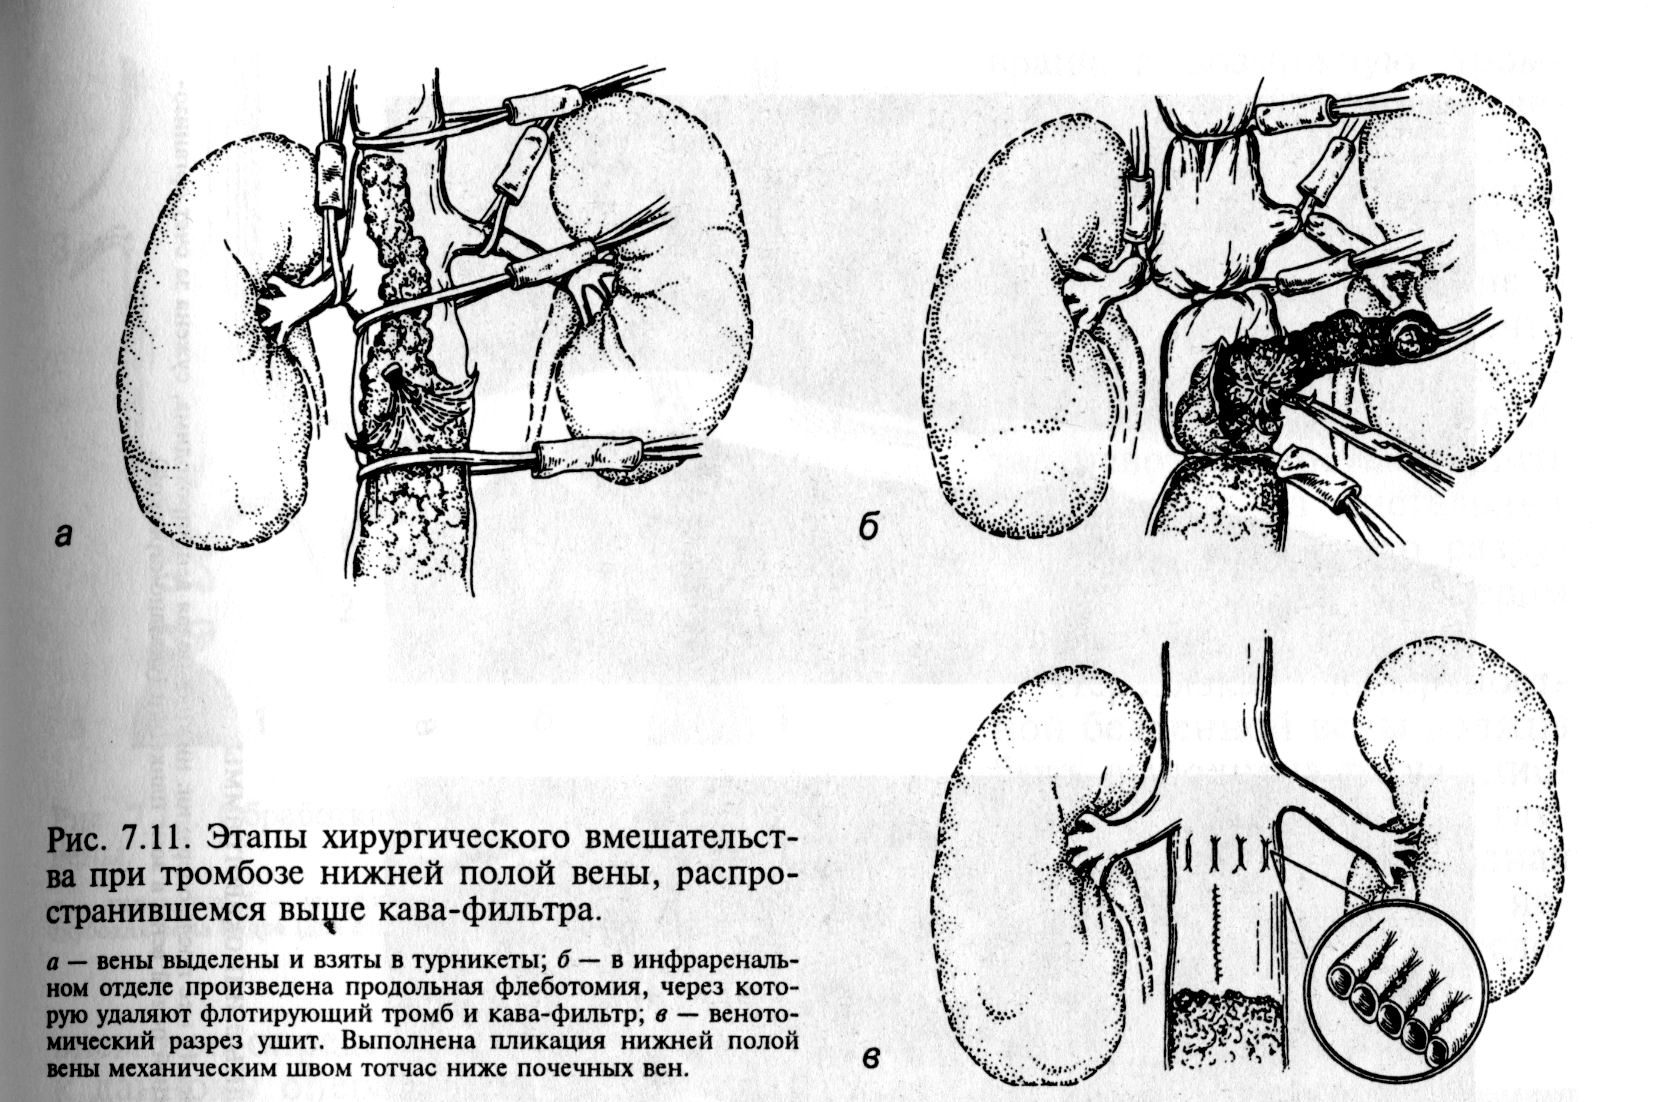 а
б
в
Рис. 7.11. Этапы хирургического вмешательст-
ва при тромбозе нижней полой вены, распро-
странившемся выше кава-фильтра.
а — вены выделены и взяты в турникеты; б — в инфрареналь-
ном отделе произведена продольная флеботомия, через кото-
рую удаляют флотирующий тромб и кава-фильтр; в — веното-
мический разрез ушит. Выполнена пликация нижней полой
вены механическим швом тотчас ниже почечных вен.